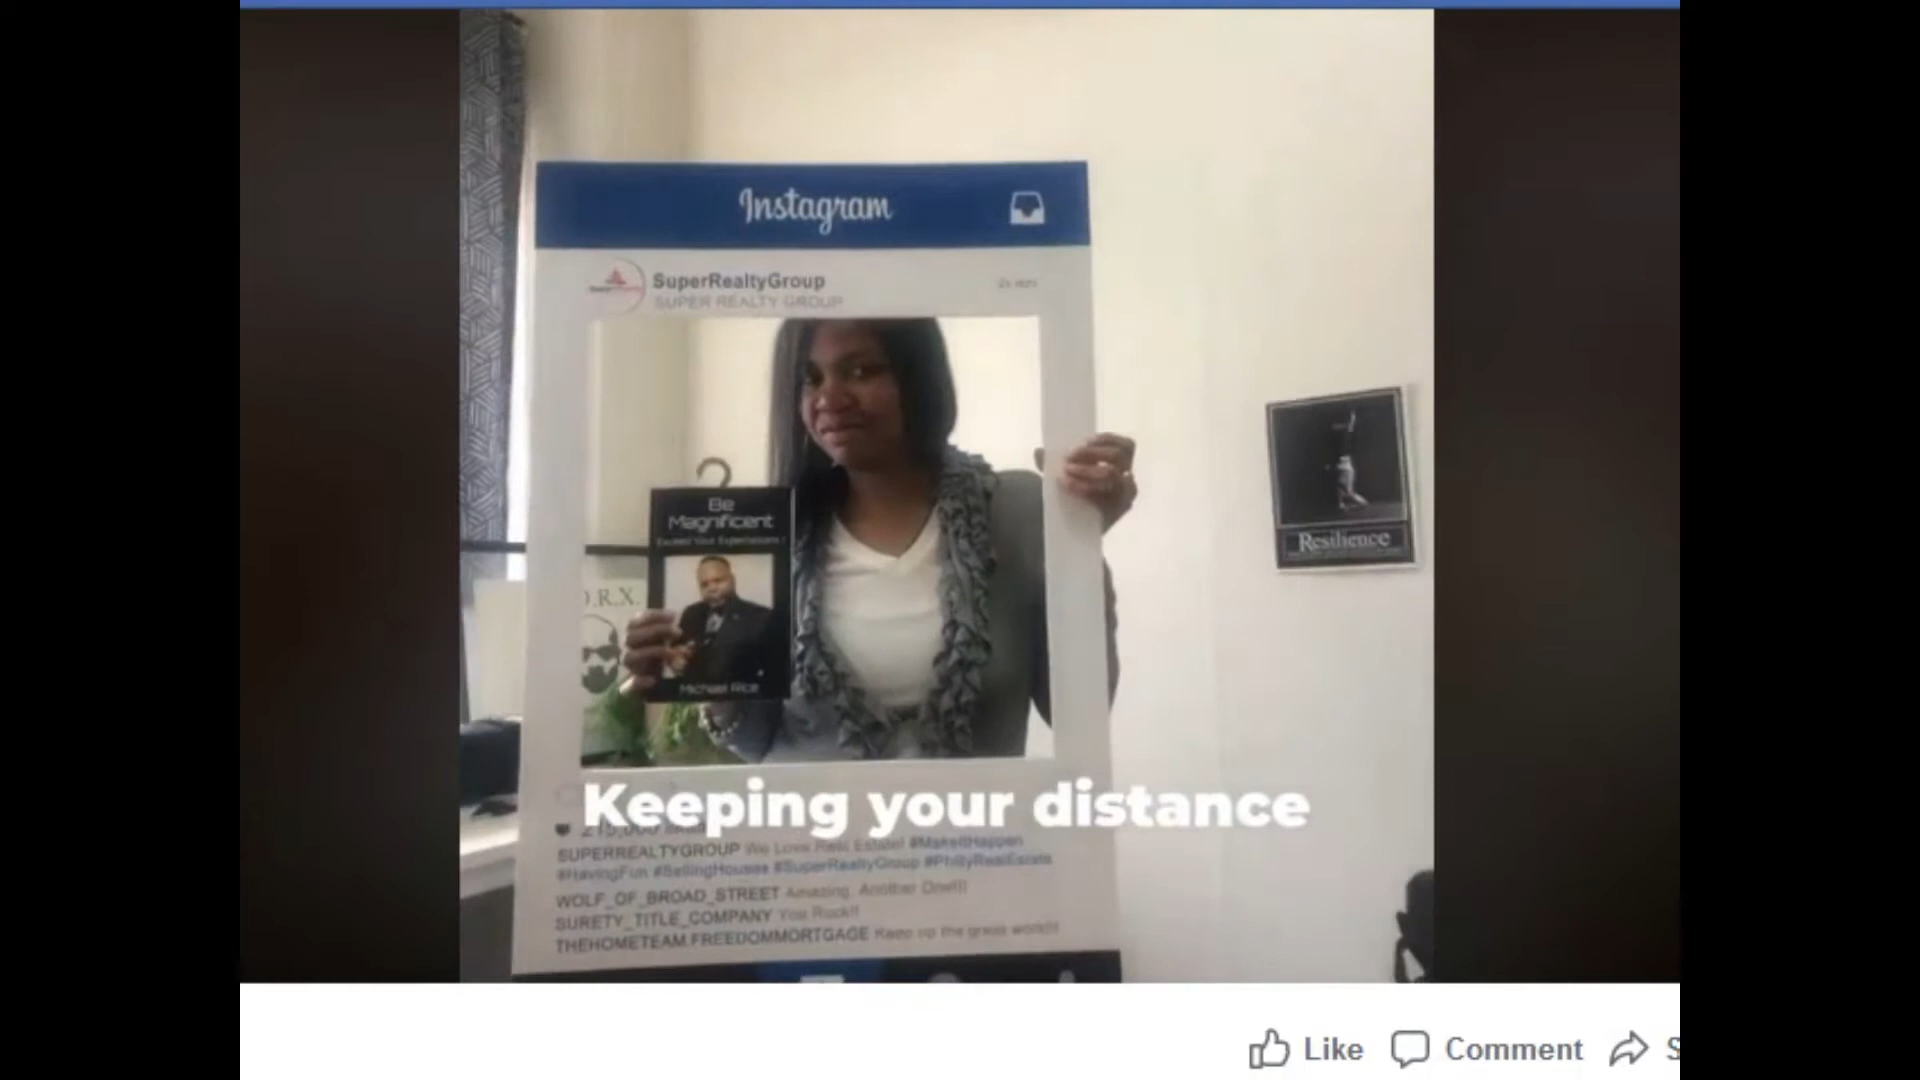 Instagram
SuperRealtyGroup
SUPER REALTY GROUP
Be
Magnificent
Exceed Your Expectations!
Michael Rice
Resilience
Keeping your distance
SUPERREALTYGROUP We Love Real Estate! #MakeItHappen
#HavingFun #SellingHouses #SuperRealtyGroup #PhillyRealEstate
WOLF_OF_BROAD_STREET Amazing. Another One!!!
SURETY_TITLE_COMPANY You Rock!!
THEHOMETEAM.FREEDOMMORTGAGE Keep up the great work!!!
Like Comment